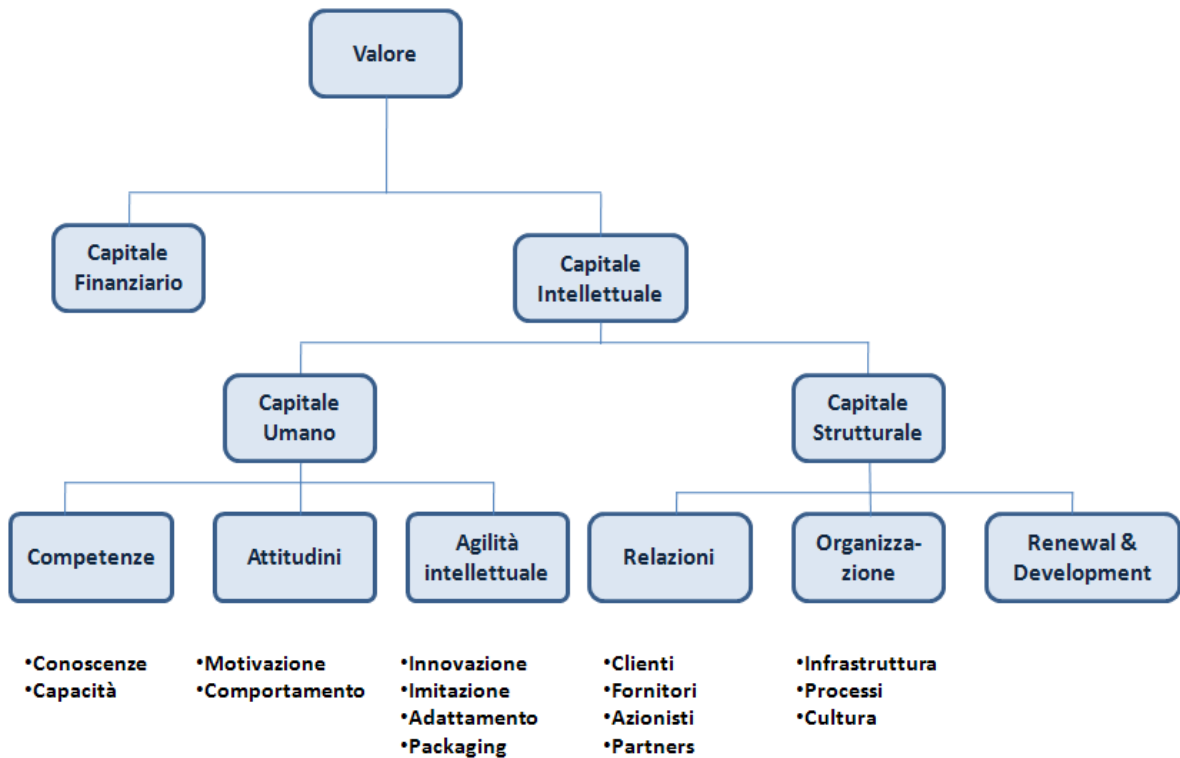 Valore
Capitale
Finanziario
Capitale
Intellettuale
Capitale
Umano
Capitale
Strutturale
Competenze
Attitudini
Agilità
intellettuale
Relazioni
Organizza-
zione
Renewal &
Development
•Conoscenze
•Capacità
•Motivazione
•Comportamento
•Innovazione
•Imitazione
•Adattamento
•Packaging
•Clienti
•Fornitori
•Azionisti
•Partners
•Infrastruttura
•Processi
•Cultura